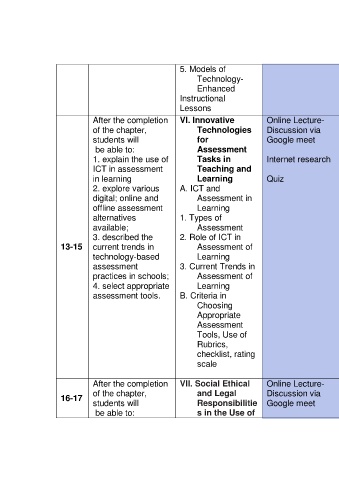 5. Models of
Technology-
Enhanced
Instructional
Lessons
13-15
After the completion
of the chapter,
students will
be able to:
1. explain the use of
ICT in assessment
in learning
2. explore various
digital; online and
offline assessment
alternatives
available;
3. described the
current trends in
technology-based
assessment
practices in schools;
4. select appropriate
assessment tools.
VI. Innovative
Technologies
for
Assessment
Tasks in
Teaching and
Learning
A. ICT and
Assessment in
Learning
1. Types of
Assessment
2. Role of ICT in
Assessment of
Learning
3. Current Trends in
Assessment of
Learning
B. Criteria in
Choosing
Appropriate
Assessment
Tools, Use of
Rubrics,
checklist, rating
scale
Online Lecture-
Discussion via
Google meet
Internet research
Quiz
16-17
After the completion
of the chapter,
students will
be able to:
VII. Social Ethical
and Legal
Responsibilitie
s in the Use of
Online Lecture-
Discussion via
Google meet